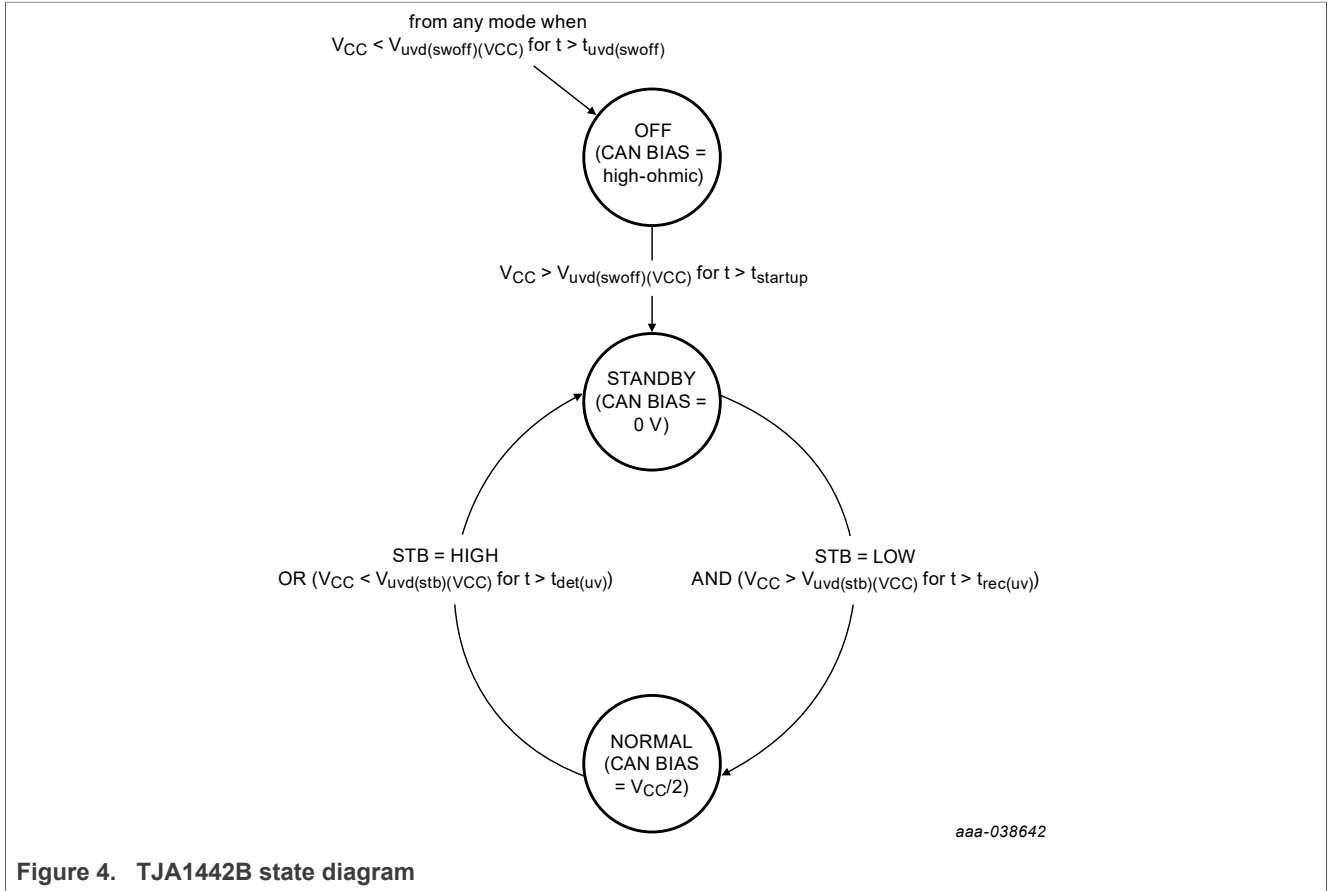 from any mode when
VCC < Vuvd(swoff)(VCC) for t > tuvd(swoff)
OFF
(CAN BIAS =
high-ohmic)
VCC > Vuvd(swoff)(VCC) for t > tstartup
STANDBY
(CAN BIAS =
0 V)
STB = HIGH
OR (VCC < Vuvd(stb)(VCC) for t > tdet(uv))
STB = LOW
AND (VCC > Vuvd(stb)(VCC) for t > trec(uv))
NORMAL
(CAN BIAS
= VCC/2)
aaa-038642
Figure 4. TJA1442B state diagram